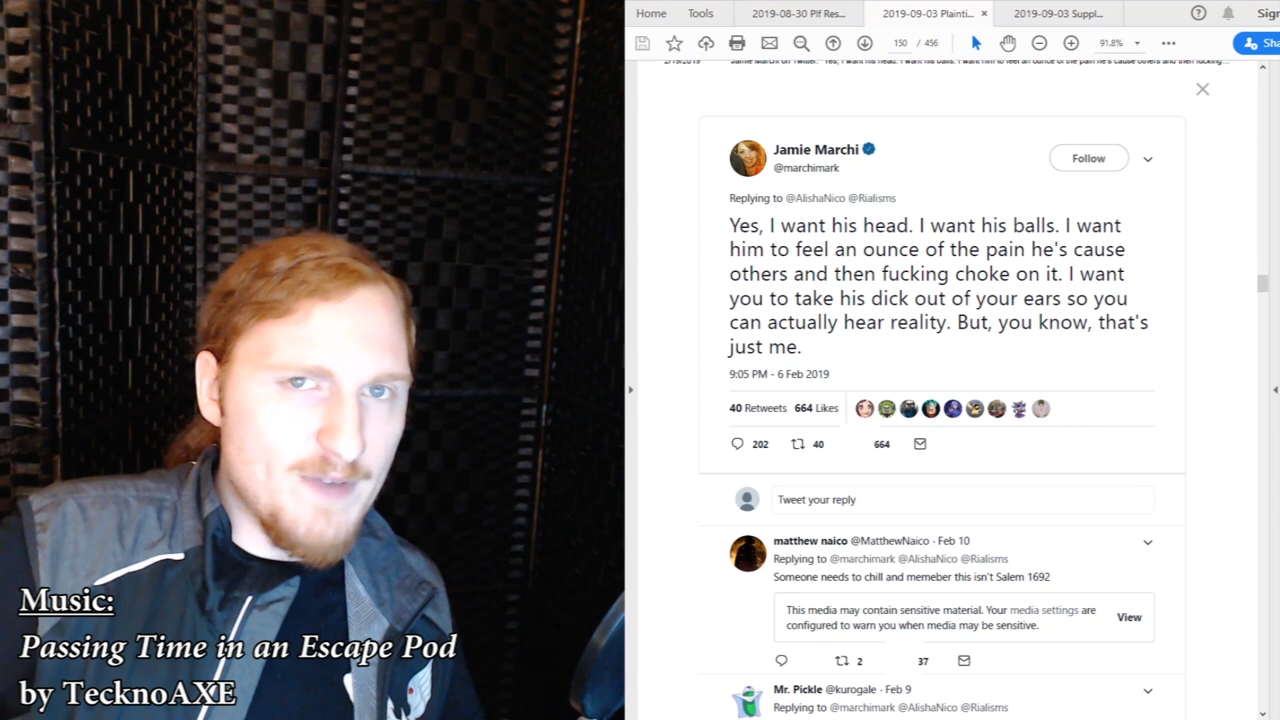 Home Tools 2019-08-30 Plf Res... 2019-09-03 Plainti... × 2019-09-03 Suppl... Sign
150 / 456 91.8% Sha
Jamie Marchi
@marchimark
Follow
Replying to @AlishaNico @Rialisms
Yes, I want his head. I want his balls. I want
him to feel an ounce of the pain he's cause
others and then fucking choke on it. I want
you to take his dick out of your ears so you
can actually hear reality. But, you know, that's
just me.
9:05 PM - 6 Feb 2019
40 Retweets 664 Likes
202 40 664
Tweet your reply
matthew naico @MatthewNaico · Feb 10
Replying to @marchimark @AlishaNico @Rialisms
Someone needs to chill and memeber this isn't Salem 1692
This media may contain sensitive material. Your media settings are
configured to warn you when media may be sensitive.
View
2 37
Mr. Pickle @kurogale · Feb 9
Replying to @marchimark @AlishaNico @Rialisms
Music:
Passing Time in an Escape Pod
by TecknoAXE